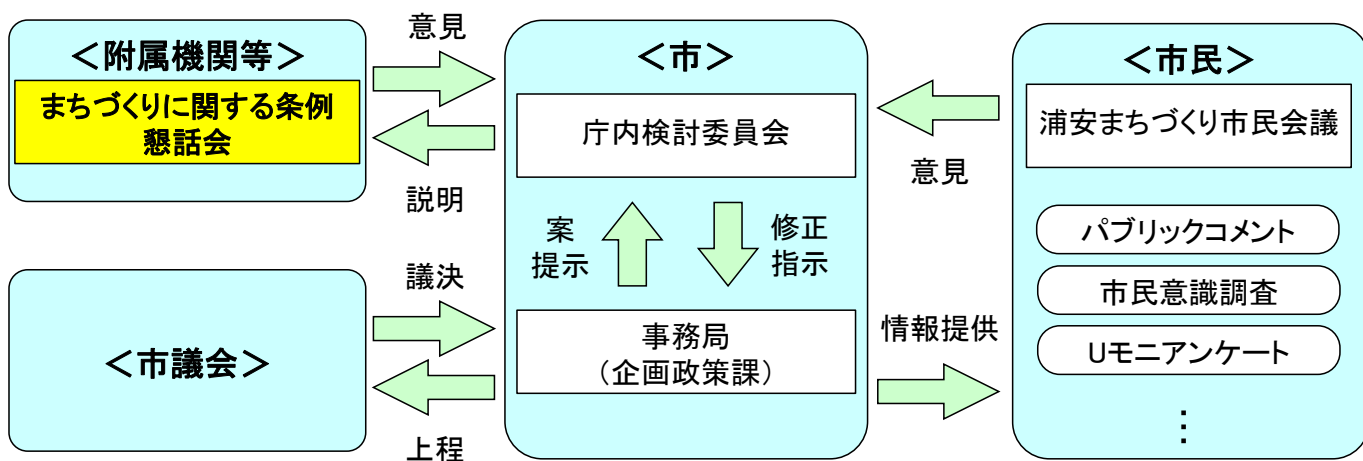 ＜附属機関等＞
まちづくりに関する条例
懇話会
意見
説明
＜市議会＞
議決
上程
＜市＞
庁内検討委員会
案
提示
修正
指示
事務局
（企画政策課）
意見
情報提供
＜市民＞
浦安まちづくり市民会議
パブリックコメント
市民意識調査
Uモニアンケート
⋮